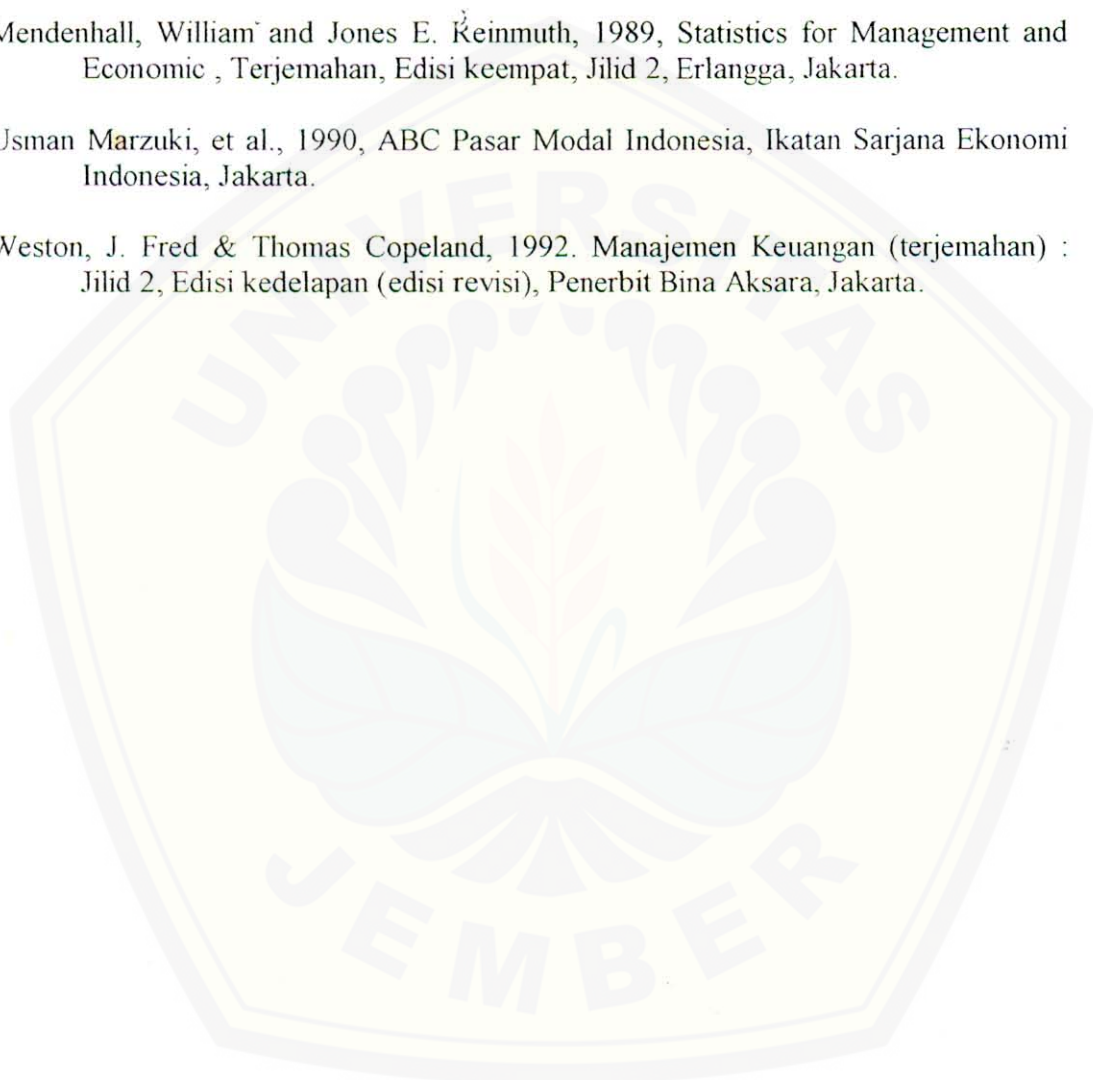 Mendenhall, William and Jones E. Reinmuth, 1989, Statistics for Management and
Economic , Terjemahan, Edisi keempat, Jilid 2, Erlangga, Jakarta.
Usman Marzuki, et al., 1990, ABC Pasar Modal Indonesia, Ikatan Sarjana Ekonomi
Indonesia, Jakarta.
Weston, J. Fred & Thomas Copeland, 1992. Manajemen Keuangan (terjemahan) :
Jilid 2, Edisi kedelapan (edisi revisi), Penerbit Bina Aksara, Jakarta.
UNIVERSITAS
JEMBER